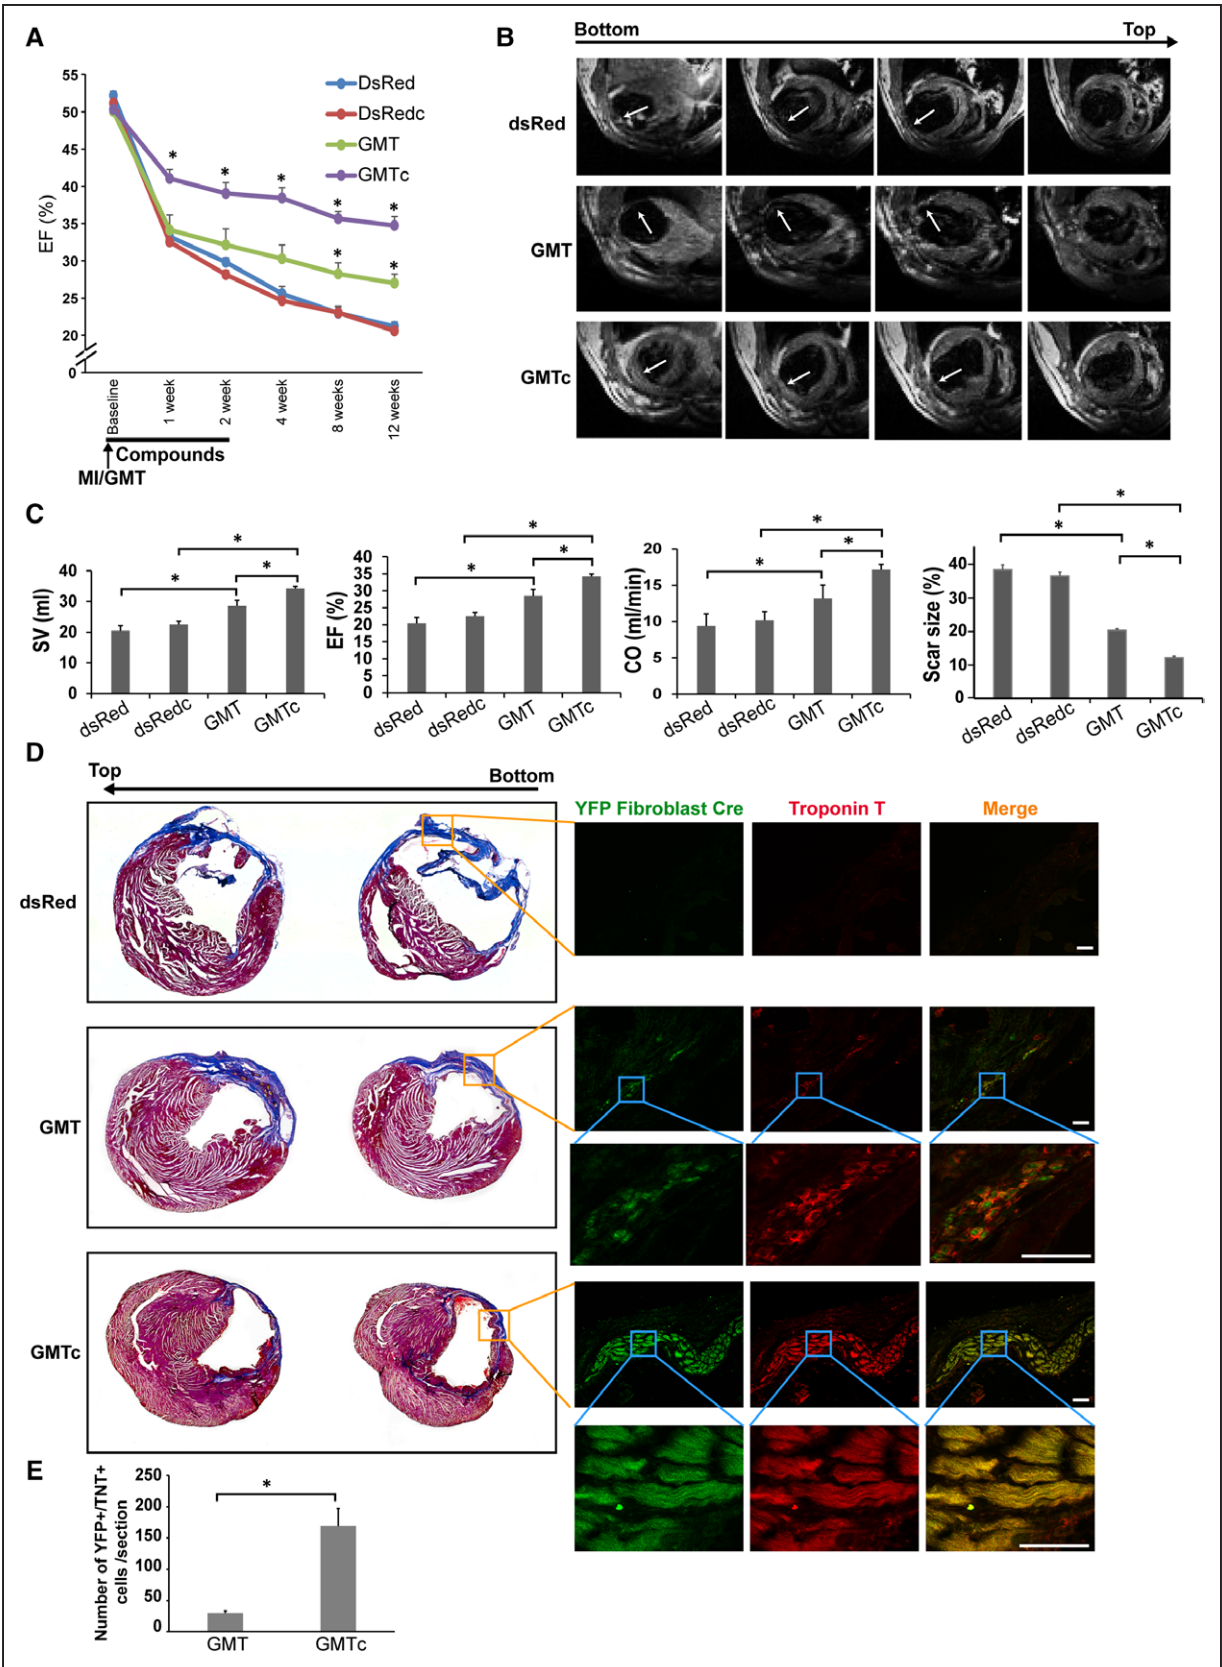 A
55
50
45
40
35
30
25
20
0
EF (%)
DsRed
DsRedc
GMT
GMTc
*
*
*
*
*
*
*
Baseline
1 week
2 week
4 week
8 weeks
12 weeks
Compounds
MI/GMT
B
Bottom
Top
dsRed
GMT
GMTc
C
SV (ml)
40
30
20
10
0
*
*
*
dsRed
dsRedc
GMT
GMTc
EF (%)
40
35
30
25
20
15
10
5
0
*
*
*
dsRed
dsRedc
GMT
GMTc
CO (ml/min)
20
15
10
5
0
*
*
*
dsRed
dsRedc
GMT
GMTc
Scar size (%)
40
30
20
10
0
*
*
*
dsRed
dsRedc
GMT
GMTc
D
Top
Bottom
YFP Fibroblast Cre
Troponin T
Merge
dsRed
GMT
GMTc
E
Number of YFP+/TNT+
cells /section
250
200
150
100
50
0
*
GMT
GMTc